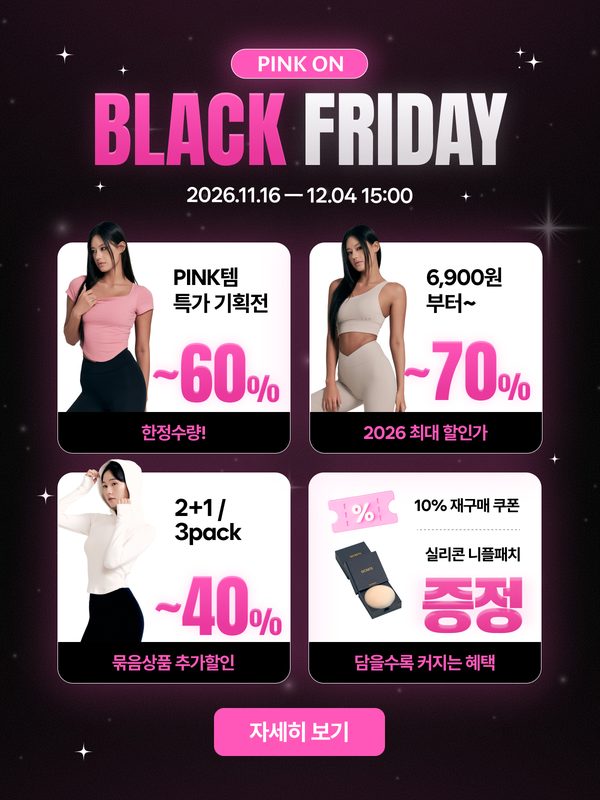 PINK ON
BLACK FRIDAY
2026.11.16 — 12.04 15:00
PINK템
특가 기획전
~60%
한정수량!
6,900원
부터~
~70%
2026 최대 할인가
2+1 /
3pack
~40%
묶음상품 추가할인
%
10% 재구매 쿠폰
실리콘 니플패치
증정
담을수록 커지는 혜택
자세히 보기